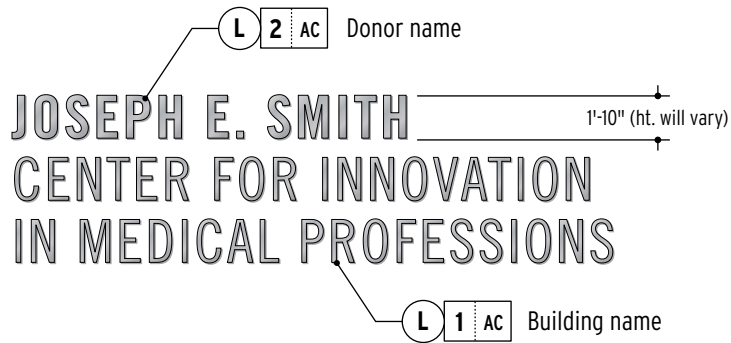 L 2 AC Donor name
JOSEPH E. SMITH
1'-10" (ht. will vary)
CENTER FOR INNOVATION
IN MEDICAL PROFESSIONS
L 1 AC Building name